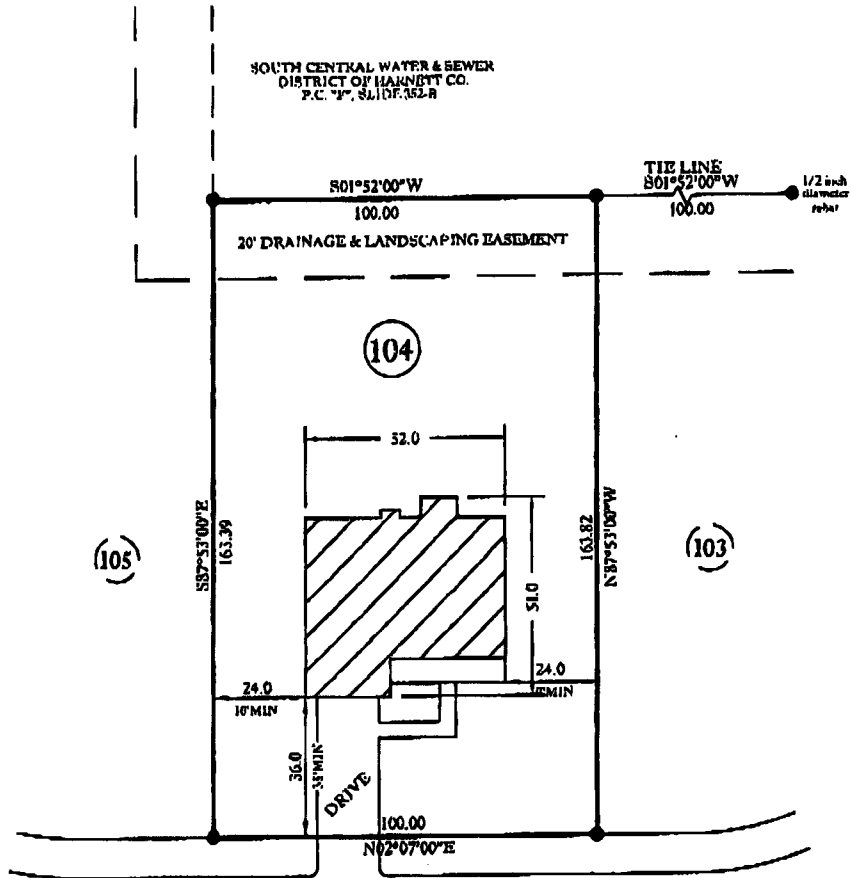 SOUTH CENTRAL WATER & SEWER
DISTRICT OF HARNETT CO.
P.C. "F", SLIDE 352-B
S01°52'00"W
100.00
TIE LINE
S01°52'00"W
100.00
1/2 inch
diameter
rebar
20' DRAINAGE & LANDSCAPING EASEMENT
104
52.0
S87°53'00"E
163.39
163.82
N87°53'00"W
105
103
51.0
24.0
10'MIN
24.0
MIN
36.0
35'MIN
DRIVE
100.00
N02°07'00"E